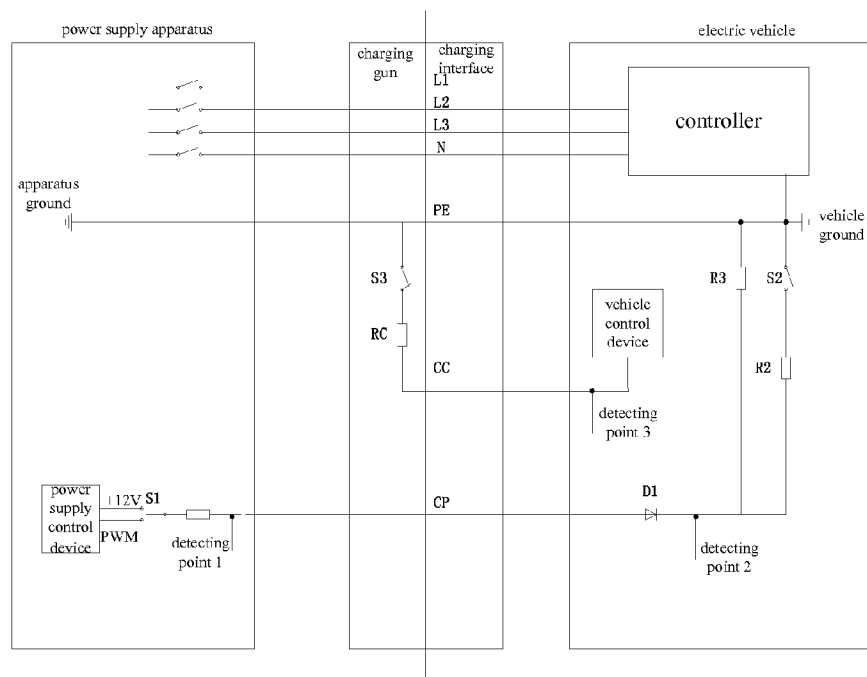 power supply apparatus
electric vehicle
charging
gun
charging
interface
L1
L2
L3
N
controller
apparatus
ground
PE
vehicle
ground
S3
R3
S2
RC
vehicle
control
device
CC
R2
detecting
point 3
power
supply
control
device
+12V
S1
PWM
CP
D1
detecting
point 1
detecting
point 2